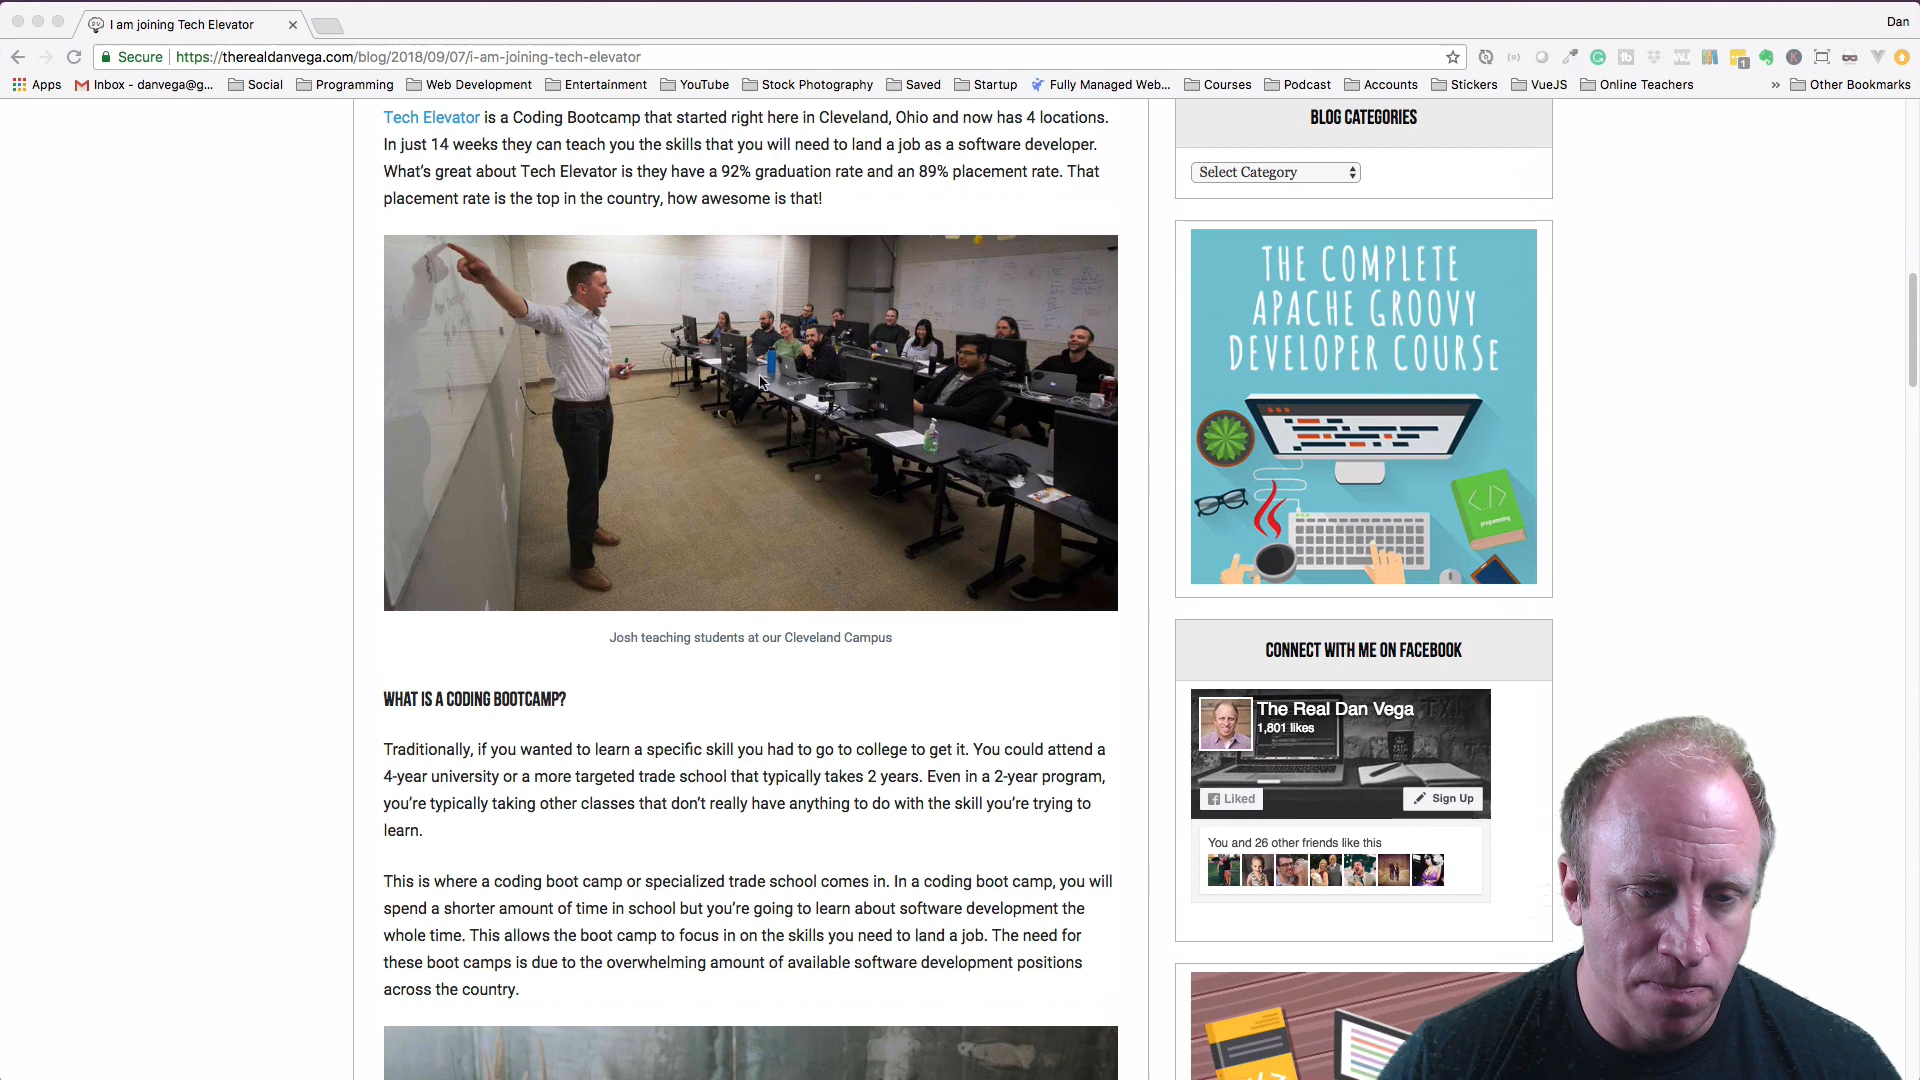 I am joining Tech Elevator
Dan
Secure
https://therealdanvega.com/blog/2018/09/07/i-am-joining-tech-elevator
Apps
Inbox - danvega@g...
Social
Programming
Web Development
Entertainment
YouTube
Stock Photography
Saved
Startup
Fully Managed Web...
Courses
Podcast
Accounts
Stickers
VueJS
Online Teachers
»
Other Bookmarks
Tech Elevator is a Coding Bootcamp that started right here in Cleveland, Ohio and now has 4 locations.
In just 14 weeks they can teach you the skills that you will need to land a job as a software developer.
What's great about Tech Elevator is they have a 92% graduation rate and an 89% placement rate. That
placement rate is the top in the country, how awesome is that!
Josh teaching students at our Cleveland Campus
WHAT IS A CODING BOOTCAMP?
Traditionally, if you wanted to learn a specific skill you had to go to college to get it. You could attend a
4-year university or a more targeted trade school that typically takes 2 years. Even in a 2-year program,
you're typically taking other classes that don't really have anything to do with the skill you're trying to
learn.
This is where a coding boot camp or specialized trade school comes in. In a coding boot camp, you will
spend a shorter amount of time in school but you're going to learn about software development the
whole time. This allows the boot camp to focus in on the skills you need to land a job. The need for
these boot camps is due to the overwhelming amount of available software development positions
across the country.
BLOG CATEGORIES
Select Category
THE COMPLETE
APACHE GROOVY
DEVELOPER COURSE
</>
programming
CONNECT WITH ME ON FACEBOOK
The Real Dan Vega
1,801 likes
Liked
Sign Up
You and 26 other friends like this